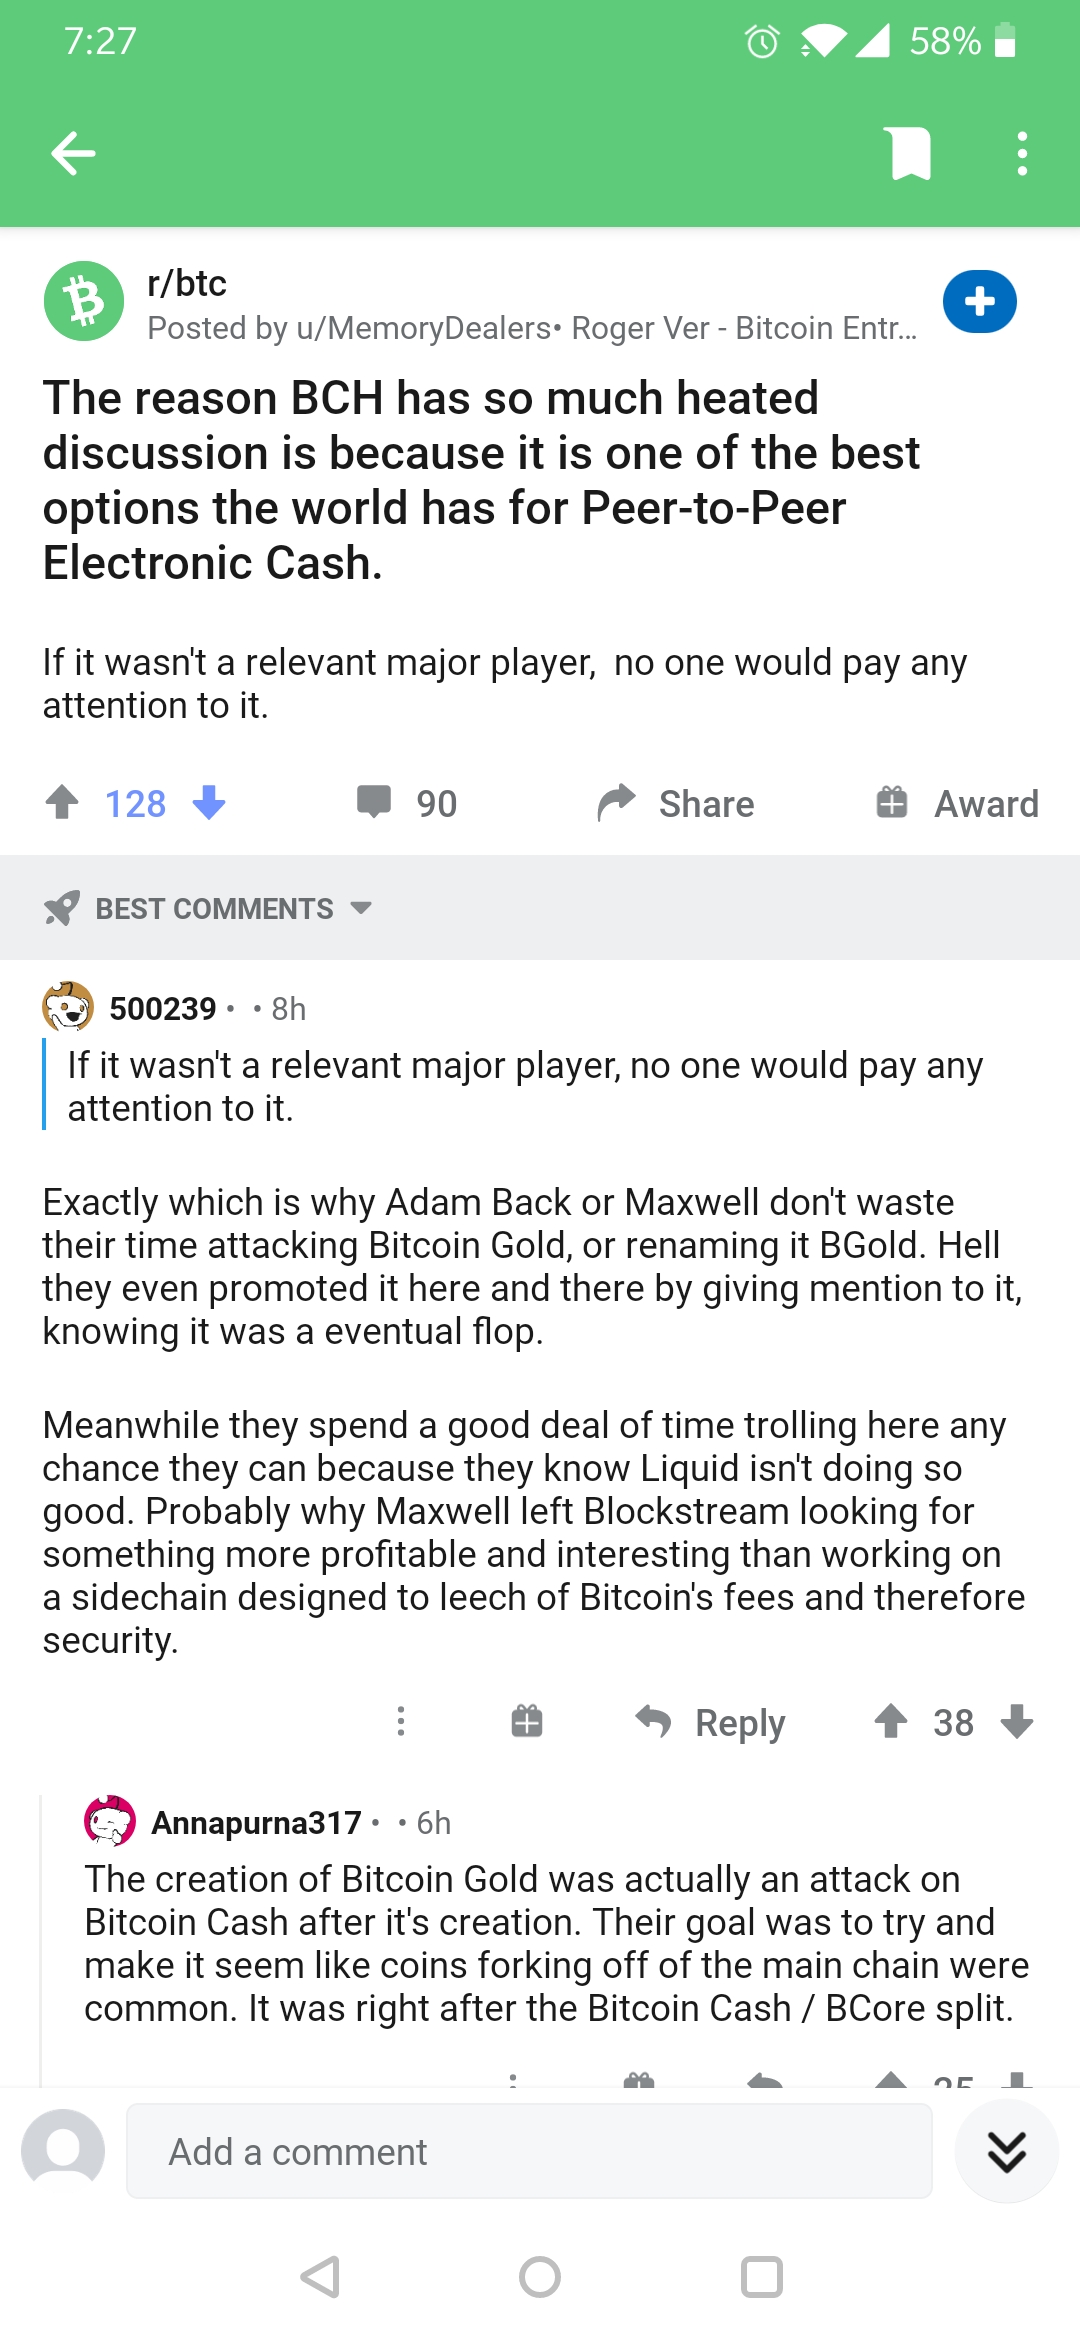 7:27
58%
r/btc
Posted by u/MemoryDealers• Roger Ver - Bitcoin Entr...
The reason BCH has so much heated
discussion is because it is one of the best
options the world has for Peer-to-Peer
Electronic Cash.
If it wasn't a relevant major player,  no one would pay any
attention to it.
128
90
Share
Award
BEST COMMENTS
500239 • • 8h
If it wasn't a relevant major player, no one would pay any
attention to it.
Exactly which is why Adam Back or Maxwell don't waste
their time attacking Bitcoin Gold, or renaming it BGold. Hell
they even promoted it here and there by giving mention to it,
knowing it was a eventual flop.
Meanwhile they spend a good deal of time trolling here any
chance they can because they know Liquid isn't doing so
good. Probably why Maxwell left Blockstream looking for
something more profitable and interesting than working on
a sidechain designed to leech of Bitcoin's fees and therefore
security.
Reply
38
Annapurna317 • • 6h
The creation of Bitcoin Gold was actually an attack on
Bitcoin Cash after it's creation. Their goal was to try and
make it seem like coins forking off of the main chain were
common. It was right after the Bitcoin Cash / BCore split.
Add a comment